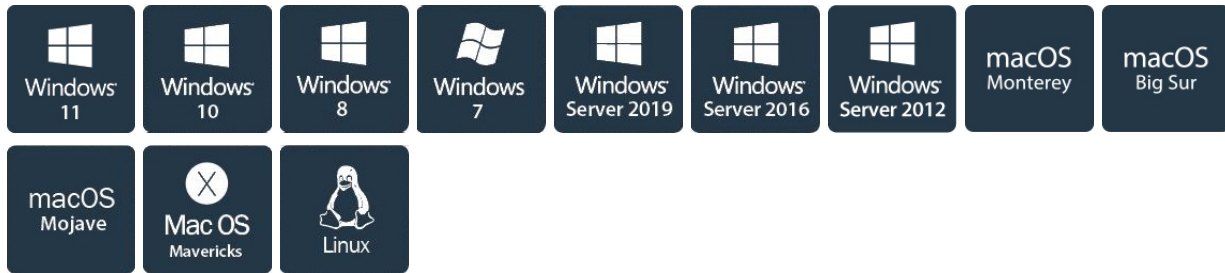 Windows
11
Windows
10
Windows
8
Windows
7
Windows
Server 2019
Windows
Server 2016
Windows
Server 2012
macOS
Monterey
macOS
Big Sur
macOS
Mojave
X
Mac OS
Mavericks
Linux